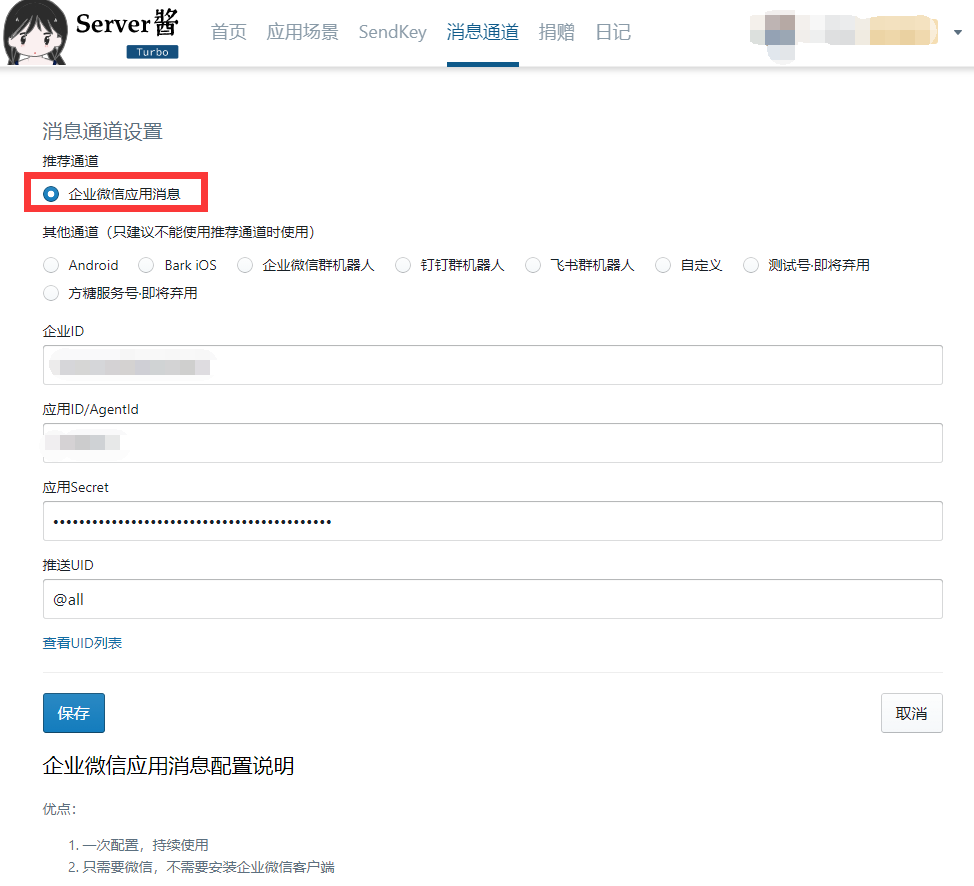 Server酱
Turbo
首页 应用场景 SendKey 消息通道 捐赠 日记
消息通道设置
推荐通道
企业微信应用消息
其他通道（只建议不能使用推荐通道时使用）
Android Bark iOS 企业微信群机器人 钉钉群机器人 飞书群机器人 自定义 测试号·即将弃用
方糖服务号·即将弃用
企业ID
应用ID/AgentId
应用Secret
推送UID
@all
查看UID列表
保存 取消
企业微信应用消息配置说明
优点：
1. 一次配置，持续使用
2. 只需要微信，不需要安装企业微信客户端